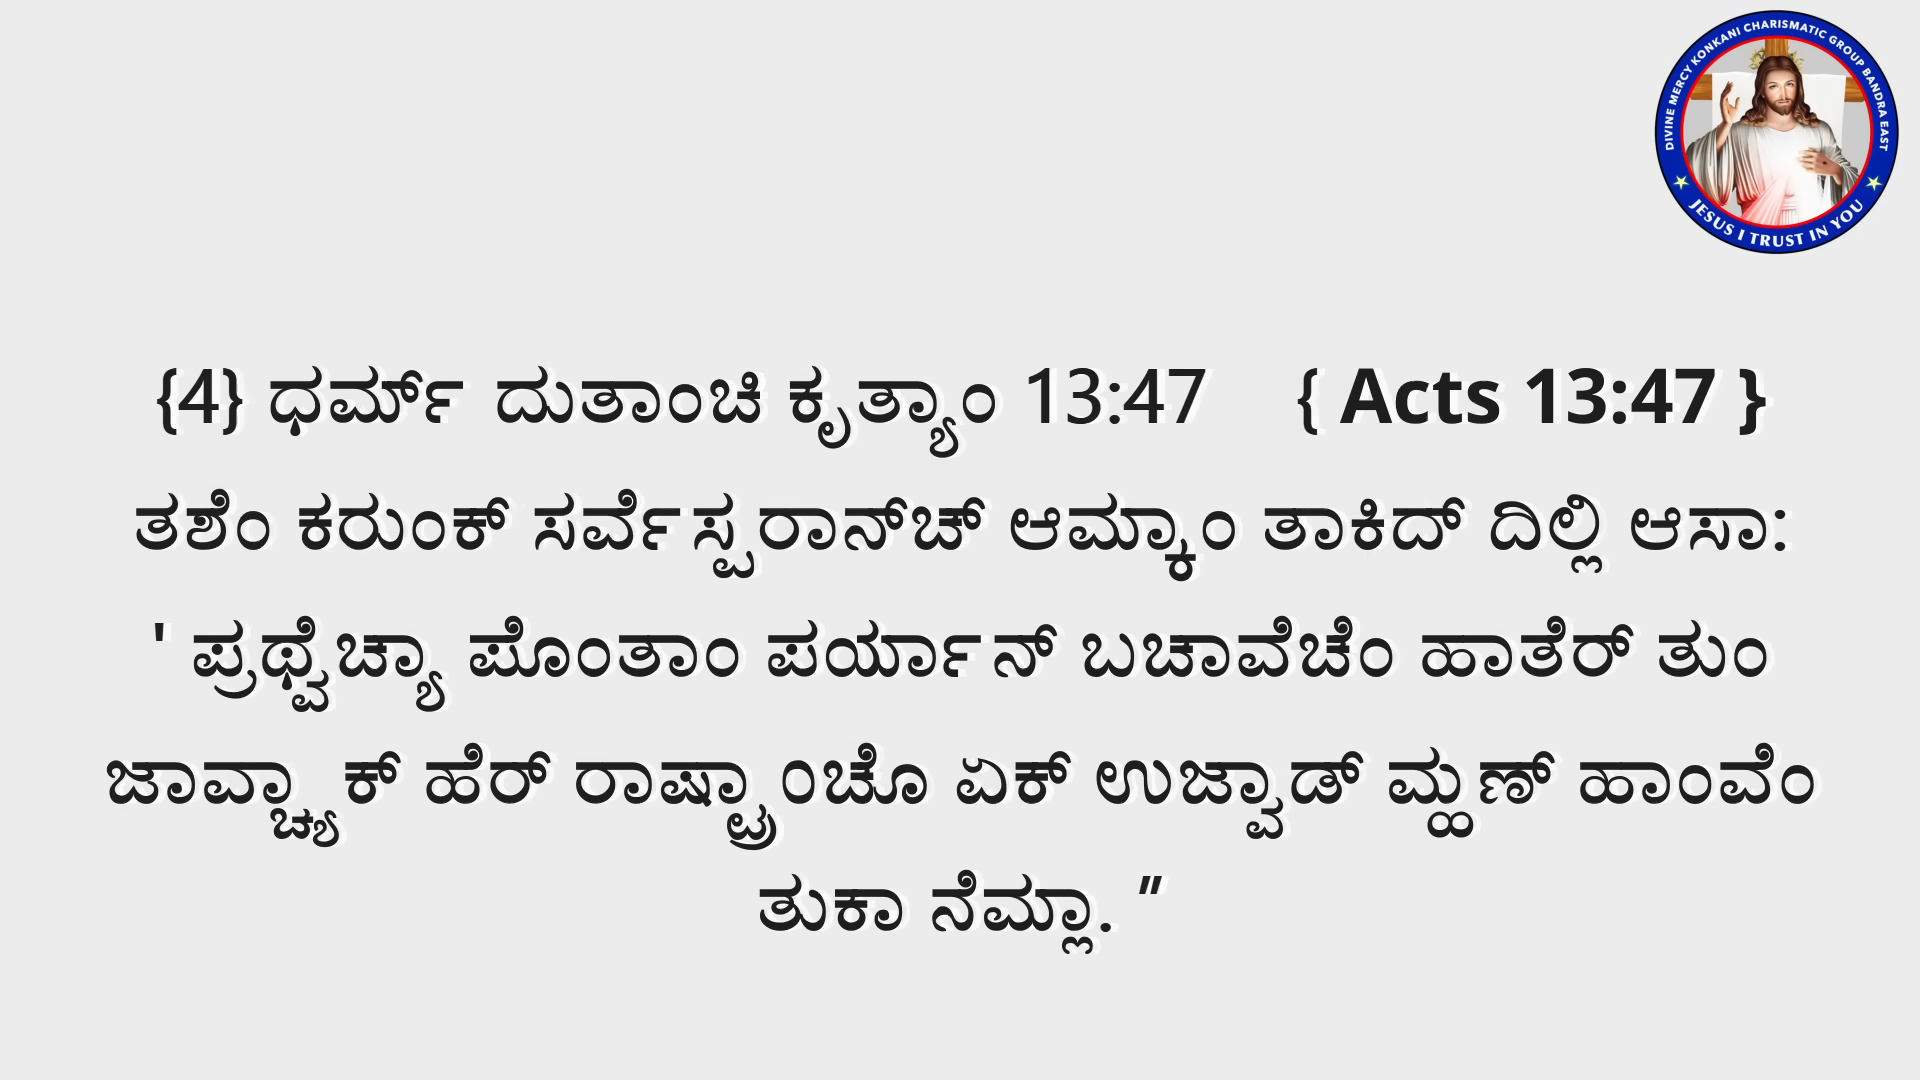 DIVINE MERCY KONKANI CHARISMATIC GROUP BANDRA EAST
JESUS I TRUST IN YOU
{4} ಧರ್ಮ್ ದುತಾಂಚಿ ಕೃತ್ಯಾಂ 13:47 { Acts 13:47 }
ತಶೆಂ ಕರುಂಕ್ ಸರ್ವೆಸ್ಪರಾನ್‌ಚ್ ಆಮ್ಕಾಂ ತಾಕಿದ್ ದಿಲ್ಲಿ ಆಸಾ:
' ಪ್ರಥ್ವೆಚ್ಯಾ ಪೊಂತಾಂ ಪರ್ಯಾನ್ ಬಚಾವೆಚೆಂ ಹಾತೆರ್ ತುಂ
ಜಾವ್ಚ್ಯಾಕ್ ಹೆರ್ ರಾಷ್ಟ್ರಾಂಚೊ ಏಕ್ ಉಜ್ವಾಡ್ ಮ್ಹಣ್ ಹಾಂವೆಂ
ತುಕಾ ನೆಮ್ಲಾ. ”